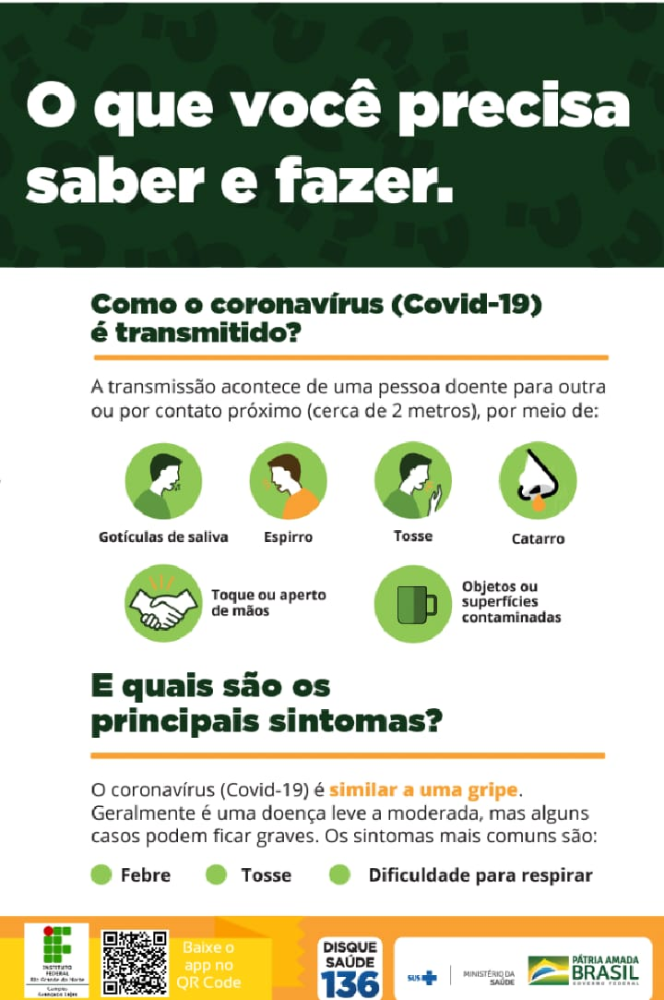 O que você precisa
saber e fazer.
Como o coronavírus (Covid-19)
é transmitido?
A transmissão acontece de uma pessoa doente para outra
ou por contato próximo (cerca de 2 metros), por meio de:
Gotículas de saliva
Espirro
Tosse
Catarro
Toque ou aperto
de mãos
Objetos ou
superfícies
contaminadas
E quais são os
principais sintomas?
O coronavírus (Covid-19) é similar a uma gripe.
Geralmente é uma doença leve a moderada, mas alguns
casos podem ficar graves. Os sintomas mais comuns são:
Febre
Tosse
Dificuldade para respirar
INSTITUTO
FEDERAL
Rio Grande do Norte
Campus
Avançado Lajes
Baixe o
app no
QR Code
DISQUE
SAÚDE
136
SUS
MINISTÉRIO DA
SAÚDE
PÁTRIA AMADA
BRASIL
GOVERNO FEDERAL